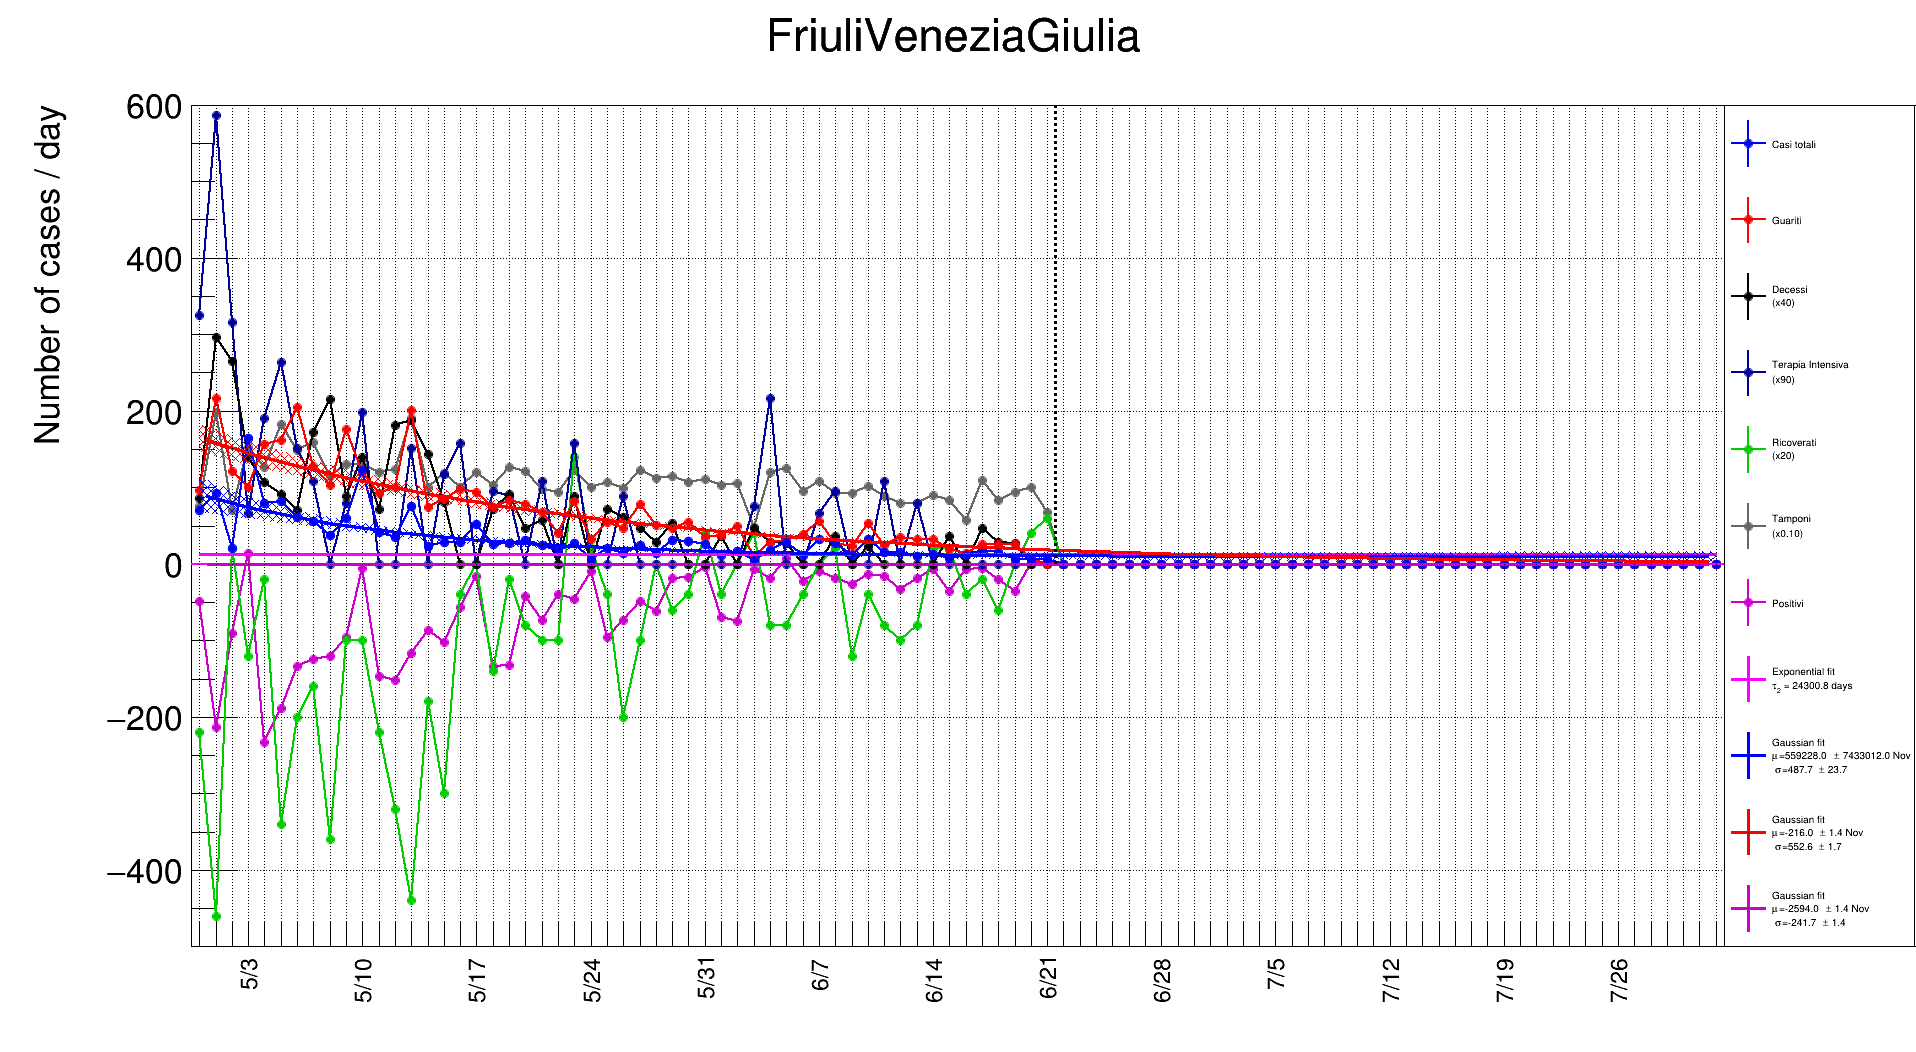 FriuliVeneziaGiulia
Number of cases / day
600
400
200
0
−200
−400
5/3
5/10
5/17
5/24
5/31
6/7
6/14
6/21
6/28
7/5
7/12
7/19
7/26
Casi totali
Guariti
Decessi
(x40)
Terapia Intensiva
(x90)
Ricoverati
(x20)
Tamponi
(x0.10)
Positivi
Exponential fit
τ2 = 24300.8 days
Gaussian fit
μ=559228.0 ± 7433012.0 Nov
σ=487.7 ± 23.7
Gaussian fit
μ=-216.0 ± 1.4 Nov
σ=552.6 ± 1.7
Gaussian fit
μ=-2594.0 ± 1.4 Nov
σ=-241.7 ± 1.4